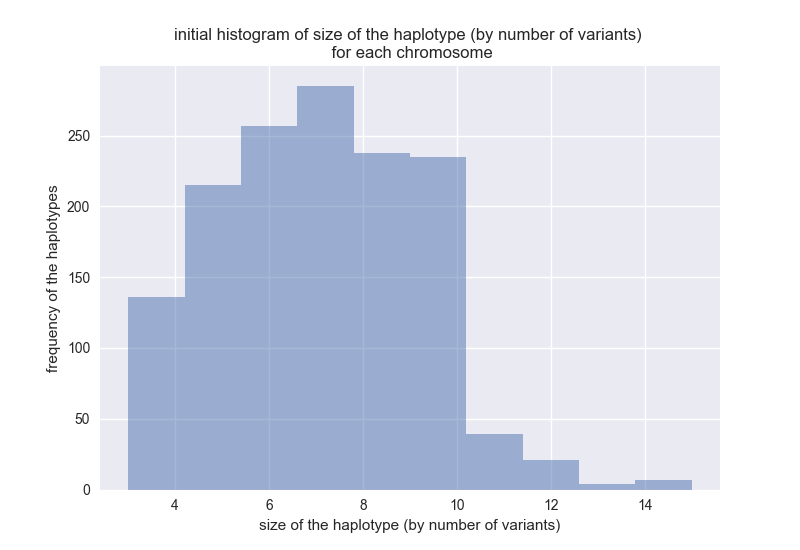 initial histogram of size of the haplotype (by number of variants)
for each chromosome
frequency of the haplotypes
250
200
150
100
50
0
4 6 8 10 12 14
size of the haplotype (by number of variants)